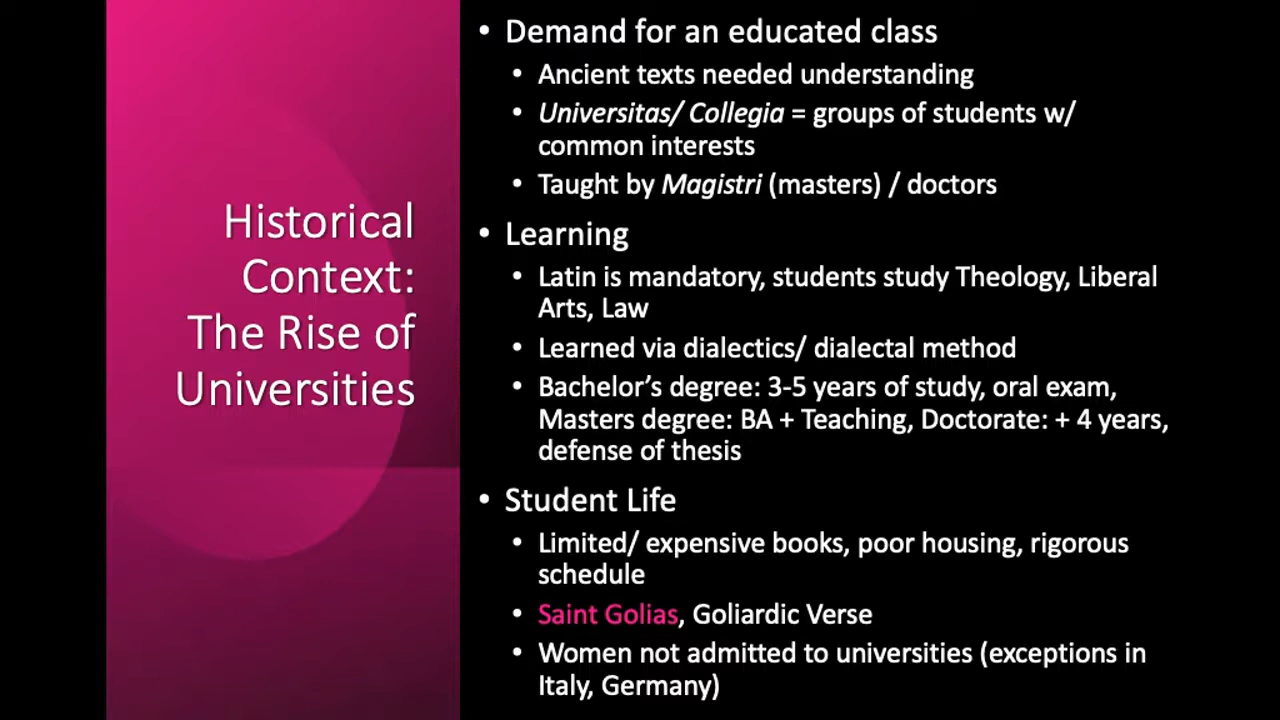 Historical
Context:
The Rise of
Universities
• Demand for an educated class
• Ancient texts needed understanding
• Universitas/ Collegia = groups of students w/
common interests
• Taught by Magistri (masters) / doctors
• Learning
• Latin is mandatory, students study Theology, Liberal
Arts, Law
• Learned via dialectics/ dialectal method
• Bachelor’s degree: 3-5 years of study, oral exam,
Masters degree: BA + Teaching, Doctorate: + 4 years,
defense of thesis
• Student Life
• Limited/ expensive books, poor housing, rigorous
schedule
• Saint Golias, Goliardic Verse
• Women not admitted to universities (exceptions in
Italy, Germany)